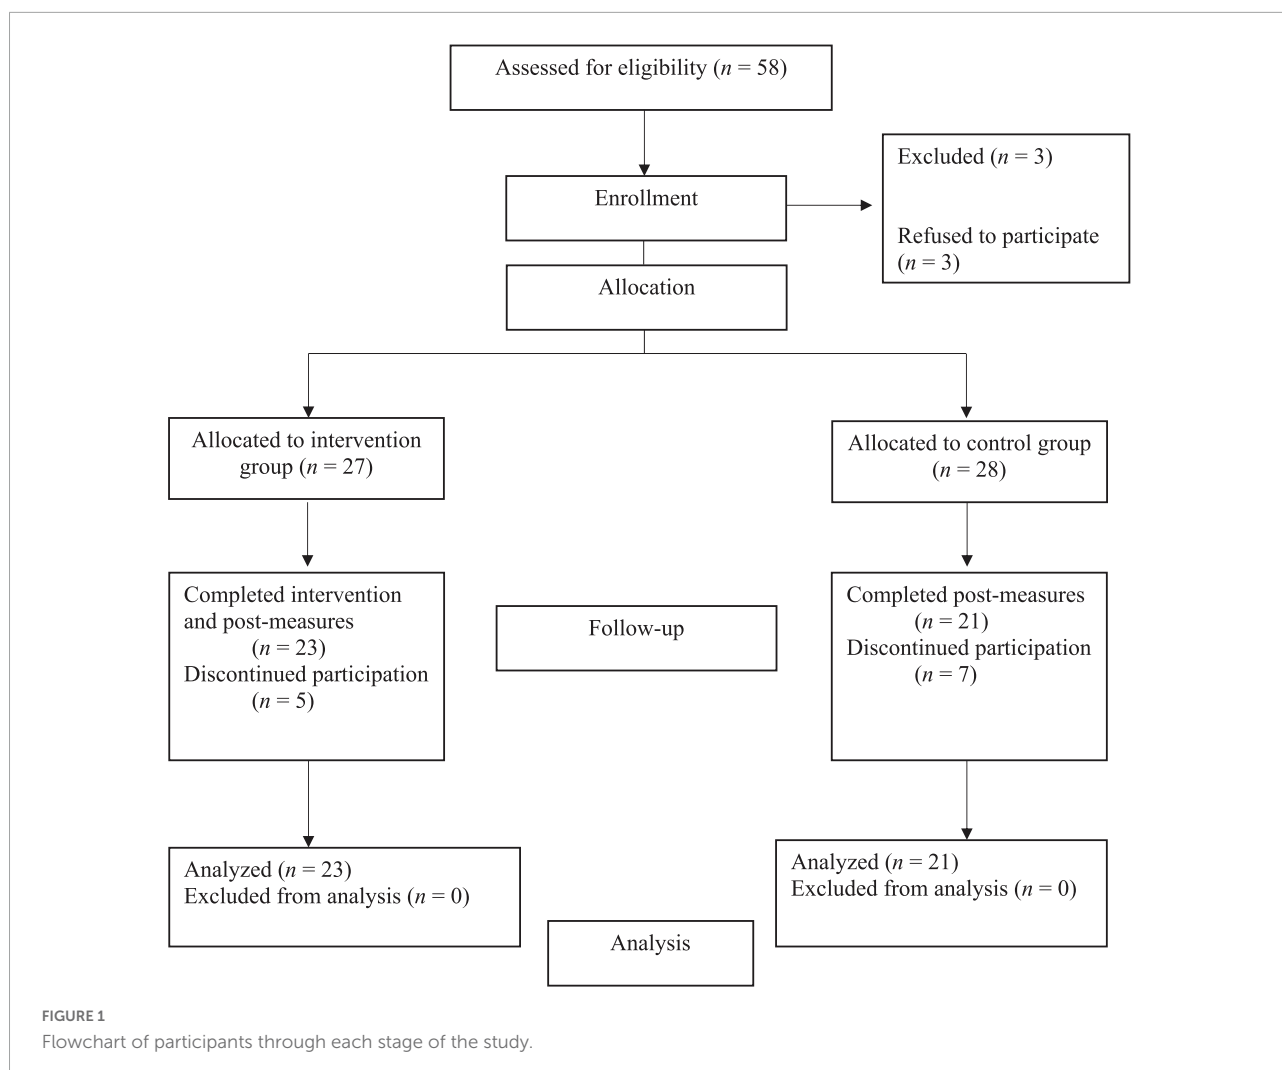 Assessed for eligibility (n = 58)
Excluded (n = 3)
Refused to participate
(n = 3)
Enrollment
Allocation
Allocated to intervention
group (n = 27)
Allocated to control group
(n = 28)
Completed intervention
and post-measures
(n = 23)
Discontinued participation
(n = 5)
Follow-up
Completed post-measures
(n = 21)
Discontinued participation
(n = 7)
Analyzed (n = 23)
Excluded from analysis (n = 0)
Analyzed (n = 21)
Excluded from analysis (n = 0)
Analysis
FIGURE 1
Flowchart of participants through each stage of the study.